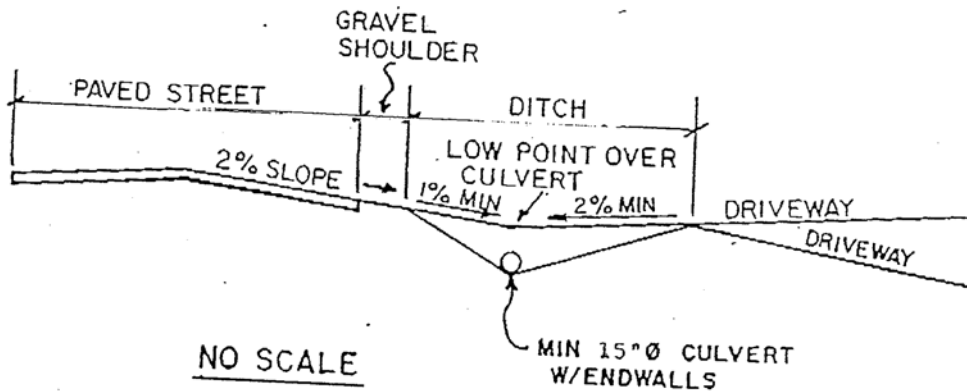 GRAVEL
SHOULDER
PAVED STREET
DITCH
LOW POINT OVER
CULVERT
2% SLOPE
1% MIN
2% MIN
DRIVEWAY
DRIVEWAY
MIN 15"Ø CULVERT
W/ENDWALLS
NO SCALE